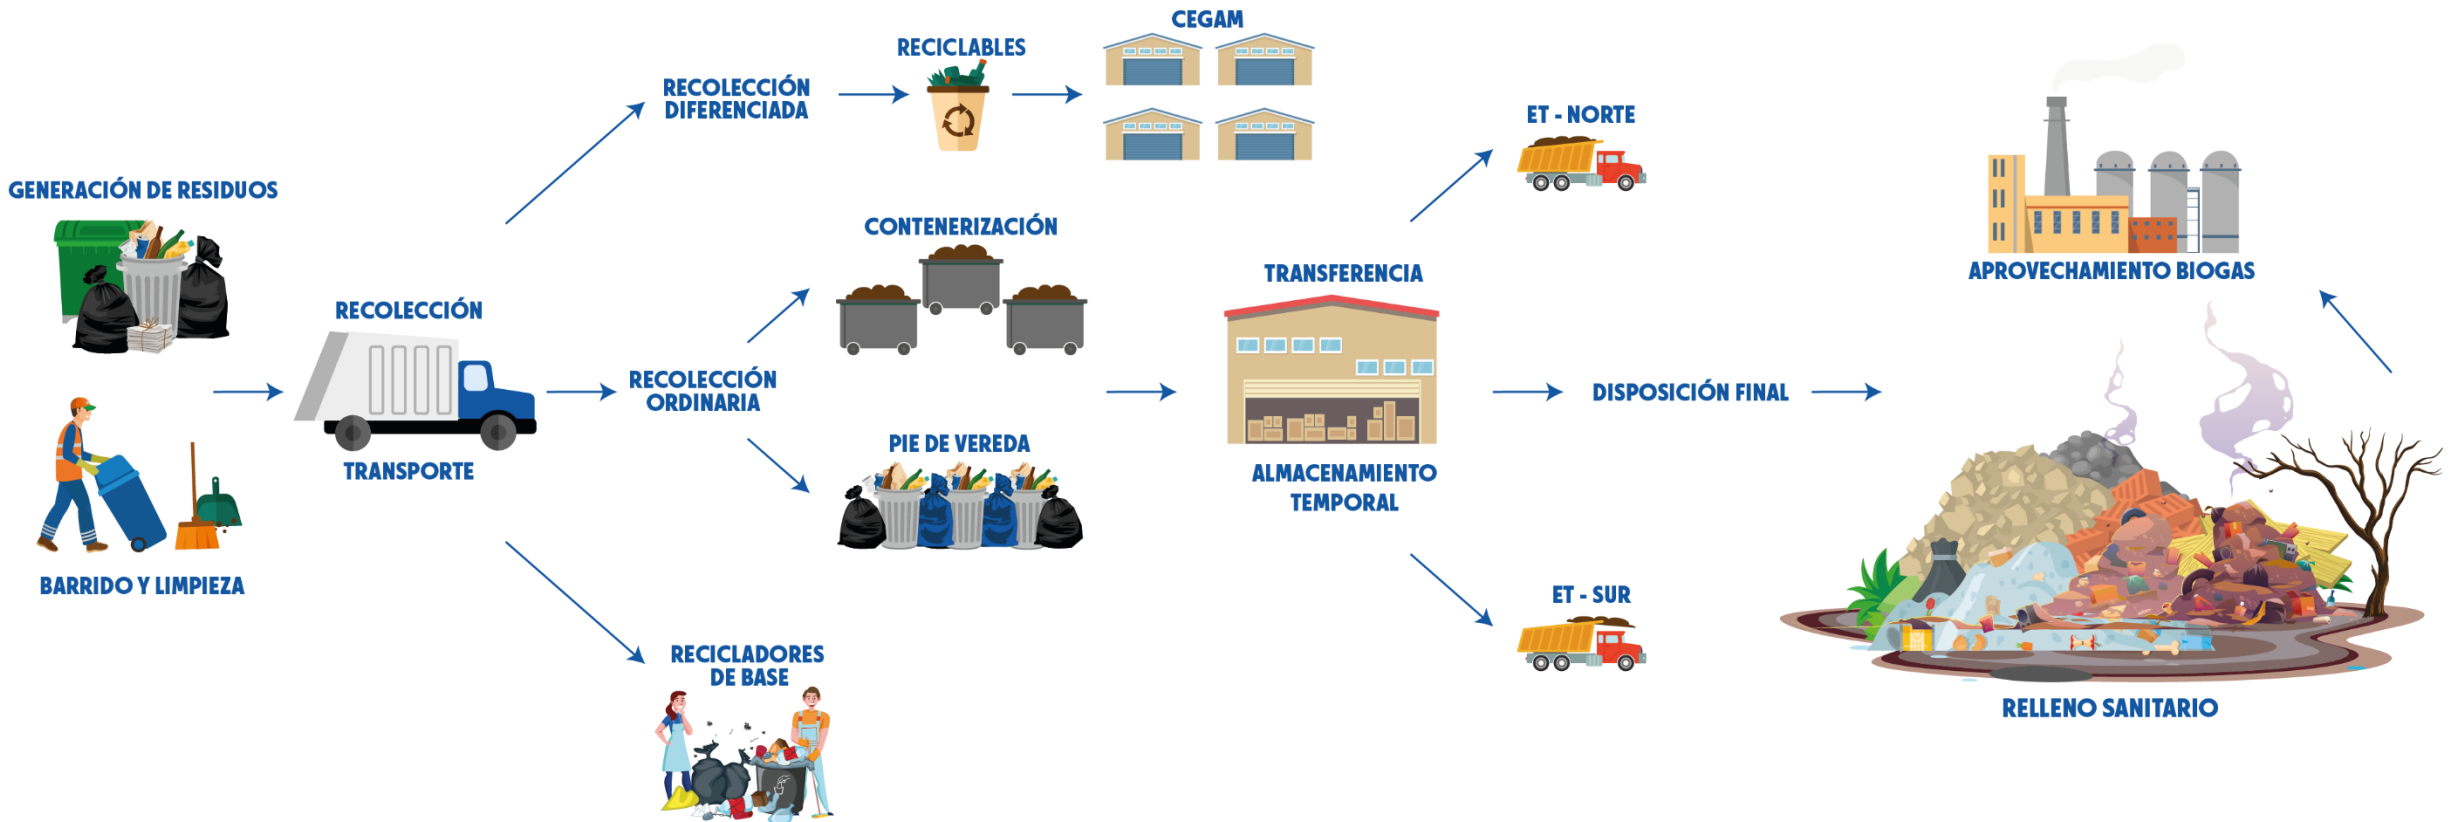 GENERACIÓN DE RESIDUOS
BARRIDO Y LIMPIEZA
RECOLECCIÓN
TRANSPORTE
RECOLECCIÓN
DIFERENCIADA
RECICLABLES
CEGAM
RECOLECCIÓN
ORDINARIA
CONTENERIZACIÓN
PIE DE VEREDA
RECICLADORES
DE BASE
TRANSFERENCIA
ALMACENAMIENTO
TEMPORAL
ET - NORTE
ET - SUR
DISPOSICIÓN FINAL
APROVECHAMIENTO BIOGAS
RELLENO SANITARIO